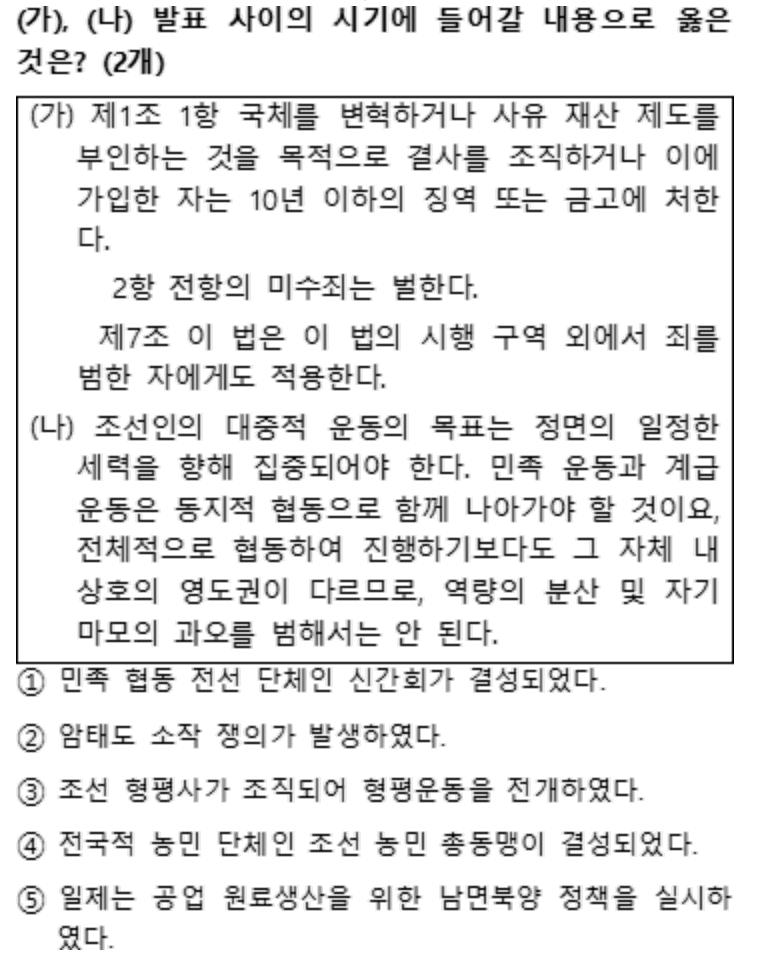 (가), (나) 발표 사이의 시기에 들어갈 내용으로 옳은
것은? (2개)
(가) 제1조 1항 국체를 변혁하거나 사유 재산 제도를
부인하는 것을 목적으로 결사를 조직하거나 이에
가입한 자는 10년 이하의 징역 또는 금고에 처한
다.
2항 전항의 미수죄는 벌한다.
제7조 이 법은 이 법의 시행 구역 외에서 죄를
범한 자에게도 적용한다.
(나) 조선인의 대중적 운동의 목표는 정면의 일정한
세력을 향해 집중되어야 한다. 민족 운동과 계급
운동은 동지적 협동으로 함께 나아가야 할 것이요,
전체적으로 협동하여 진행하기보다도 그 자체 내
상호의 영도권이 다르므로, 역량의 분산 및 자기
마모의 과오를 범해서는 안 된다.
① 민족 협동 전선 단체인 신간회가 결성되었다.
② 암태도 소작 쟁의가 발생하였다.
③ 조선 형평사가 조직되어 형평운동을 전개하였다.
④ 전국적 농민 단체인 조선 농민 총동맹이 결성되었다.
⑤ 일제는 공업 원료생산을 위한 남면북양 정책을 실시하
였다.